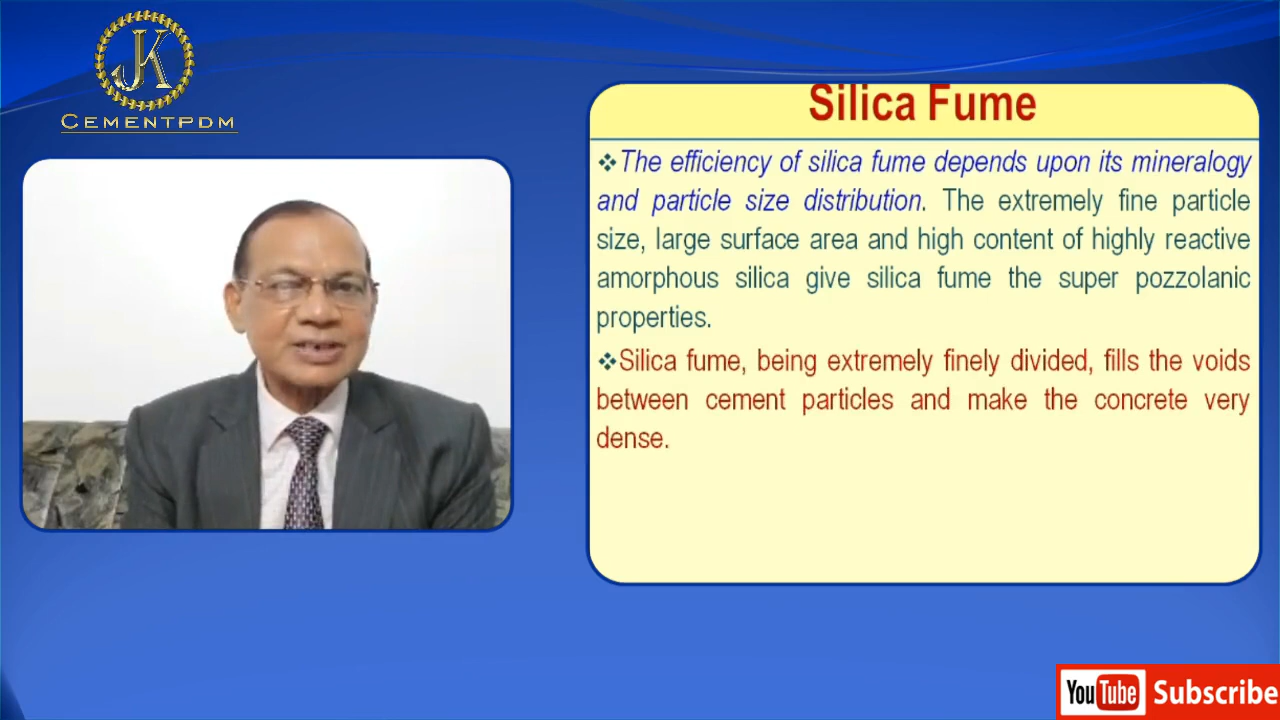 JK
CEMENTPDM
Silica Fume
❖The efficiency of silica fume depends upon its mineralogy
and particle size distribution. The extremely fine particle
size, large surface area and high content of highly reactive
amorphous silica give silica fume the super pozzolanic
properties.
❖Silica fume, being extremely finely divided, fills the voids
between cement particles and make the concrete very
dense.
YouTube Subscribe